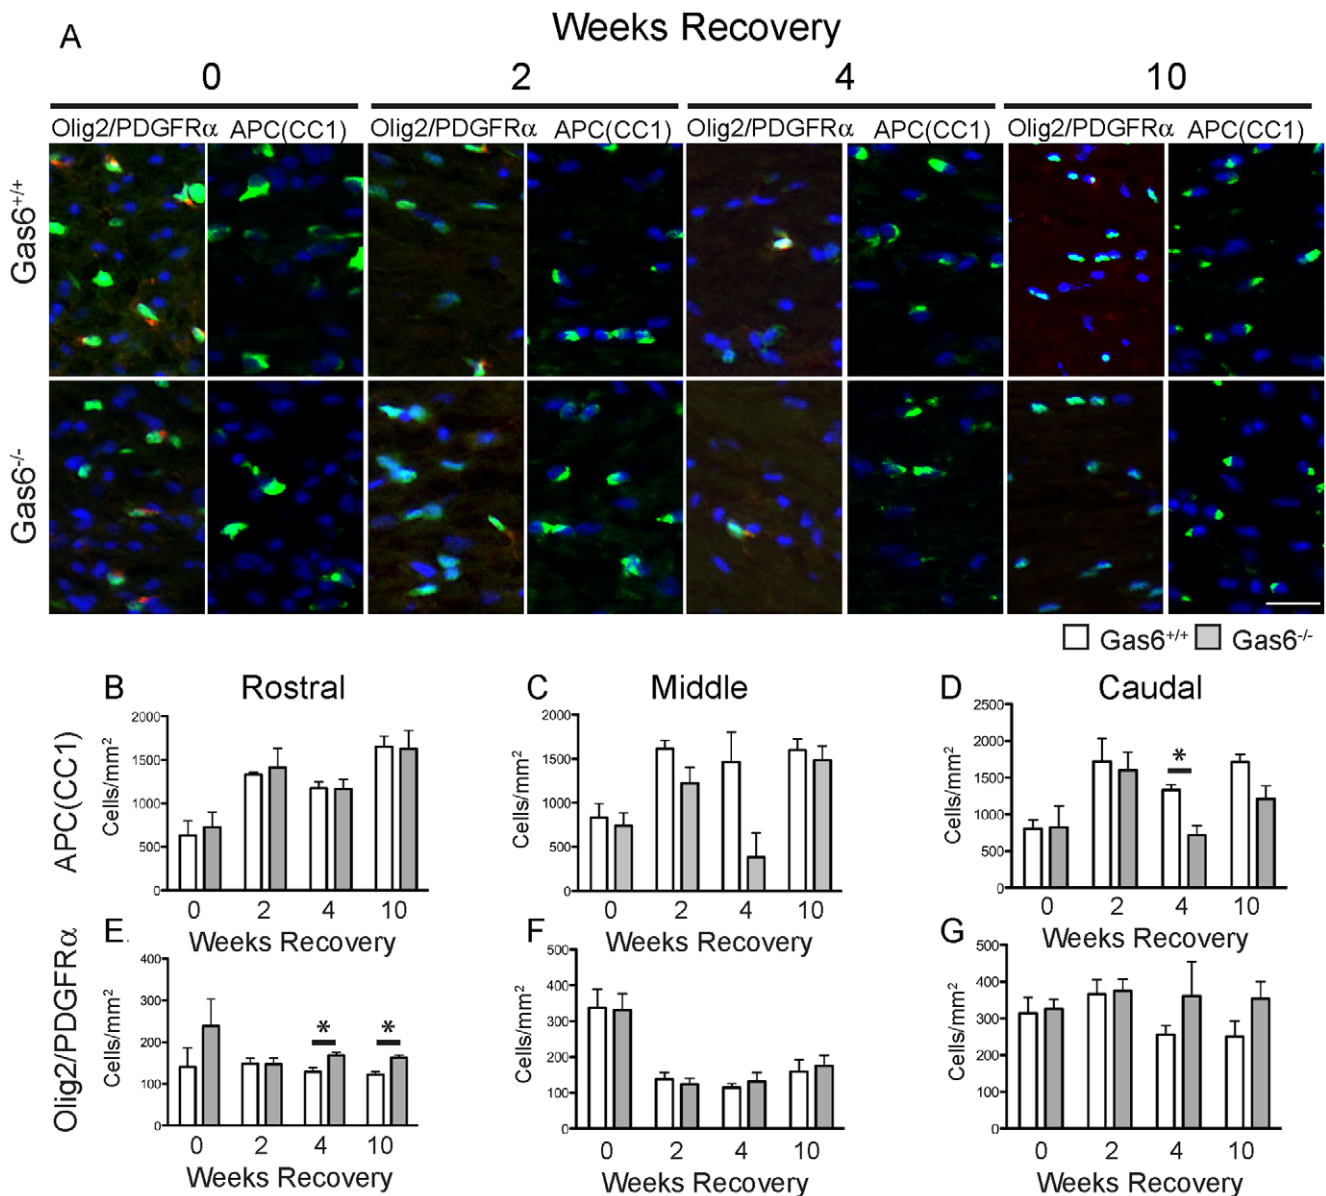 A
Weeks Recovery
0 2 4 10
Olig2/PDGFRα APC(CC1) Olig2/PDGFRα APC(CC1) Olig2/PDGFRα APC(CC1) Olig2/PDGFRα APC(CC1)
Gas6+/+
Gas6-/-
Gas6+/+ Gas6-/-
B Rostral
APC(CC1)
Cells/mm²
2000
1500
1000
500
0
0 2 4 10
Weeks Recovery
C Middle
Cells/mm²
2000
1500
1000
500
0
0 2 4 10
D Caudal
Cells/mm²
2500
2000
1500
1000
500
0
*
0 2 4 10
Weeks Recovery
E
Olig2/PDGFRα
Cells/mm²
400
300
200
100
0
* *
0 2 4 10
Weeks Recovery
F
Weeks Recovery
Cells/mm²
500
400
300
200
100
0
0 2 4 10
Weeks Recovery
G
Cells/mm²
500
400
300
200
100
0
0 2 4 10
Weeks Recovery